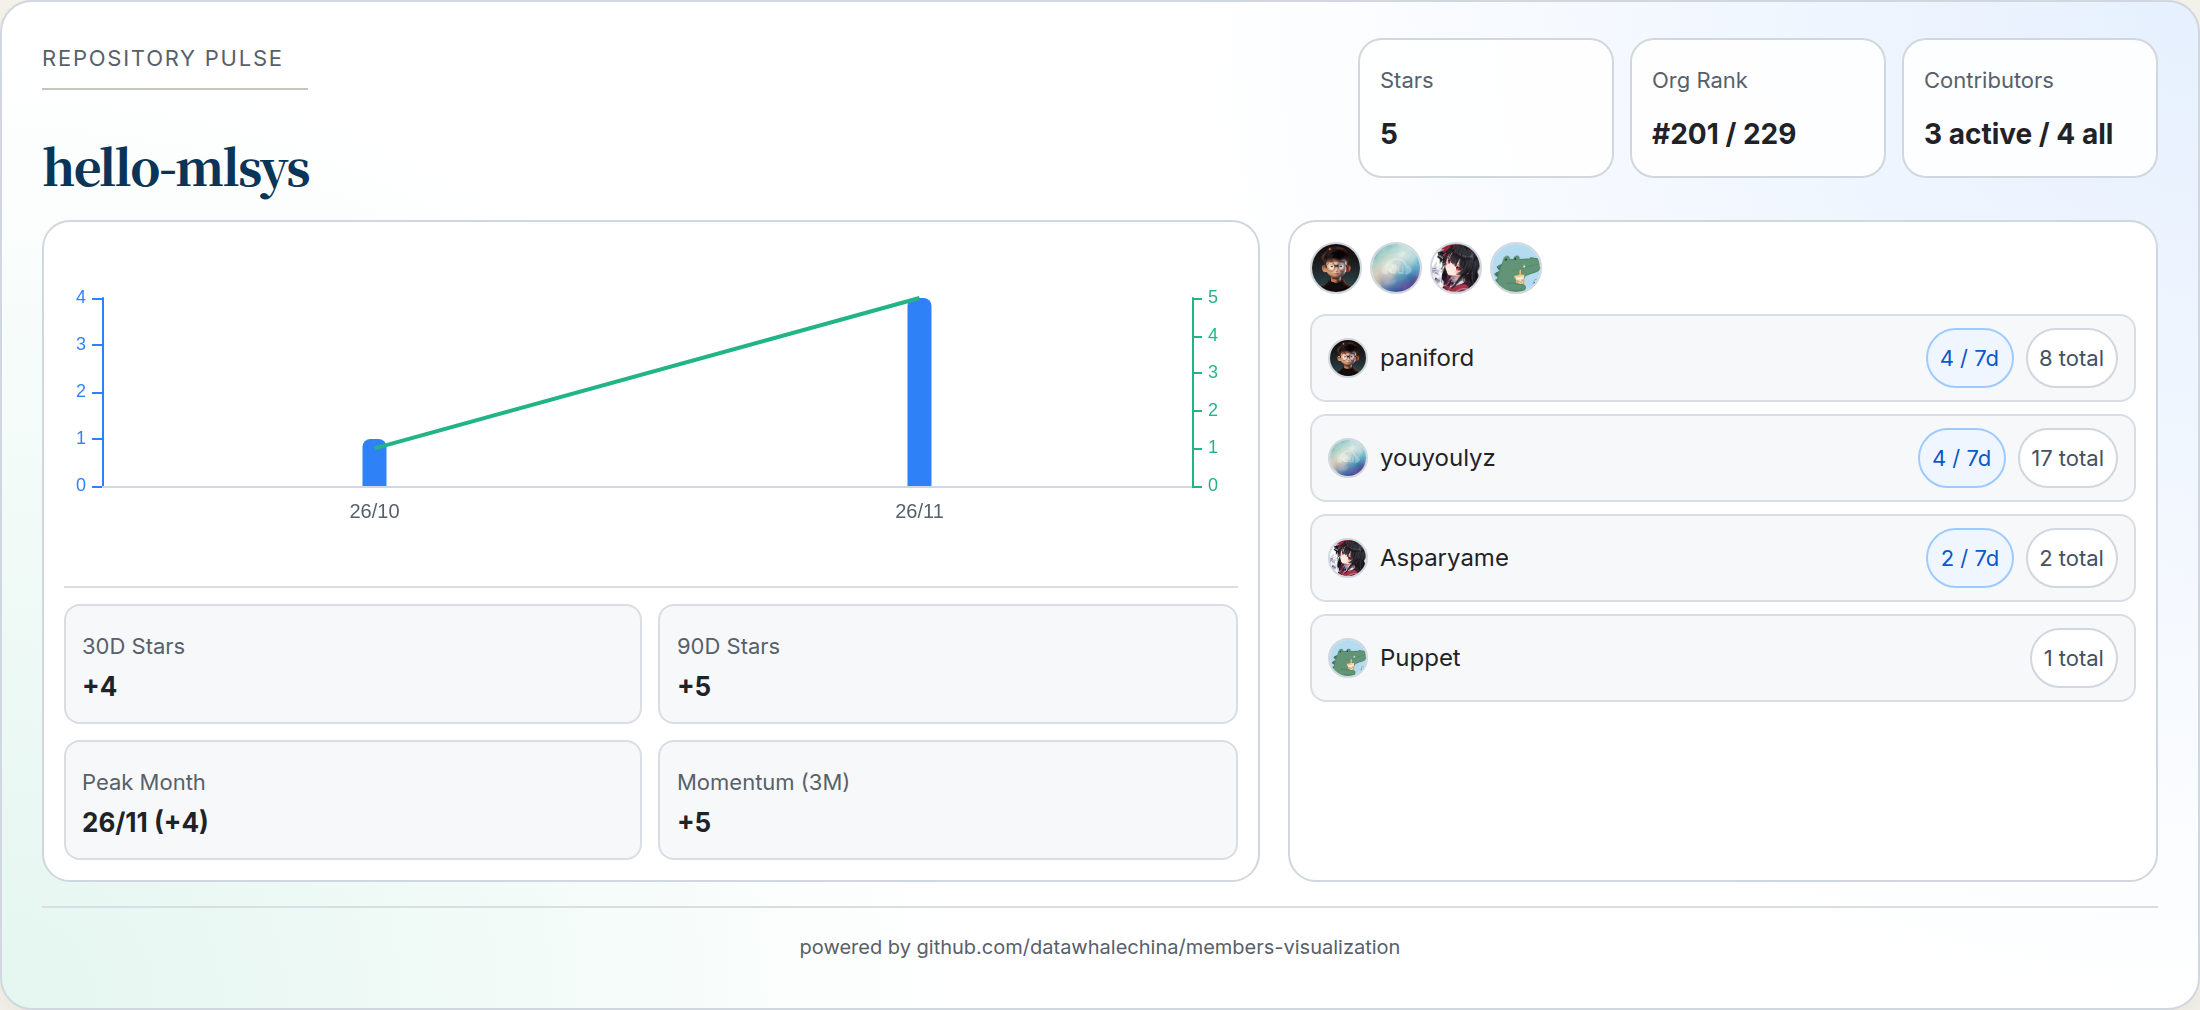 REPOSITORY PULSE
hello-mlsys
Stars
5
Org Rank
#201 / 229
Contributors
3 active / 4 all
4
3
2
1
0
5
4
3
2
1
0
26/10
26/11
30D Stars
+4
90D Stars
+5
Peak Month
26/11 (+4)
Momentum (3M)
+5
paniford
4 / 7d
8 total
youyoulyz
4 / 7d
17 total
Asparyame
2 / 7d
2 total
Puppet
1 total
powered by github.com/datawhalechina/members-visualization